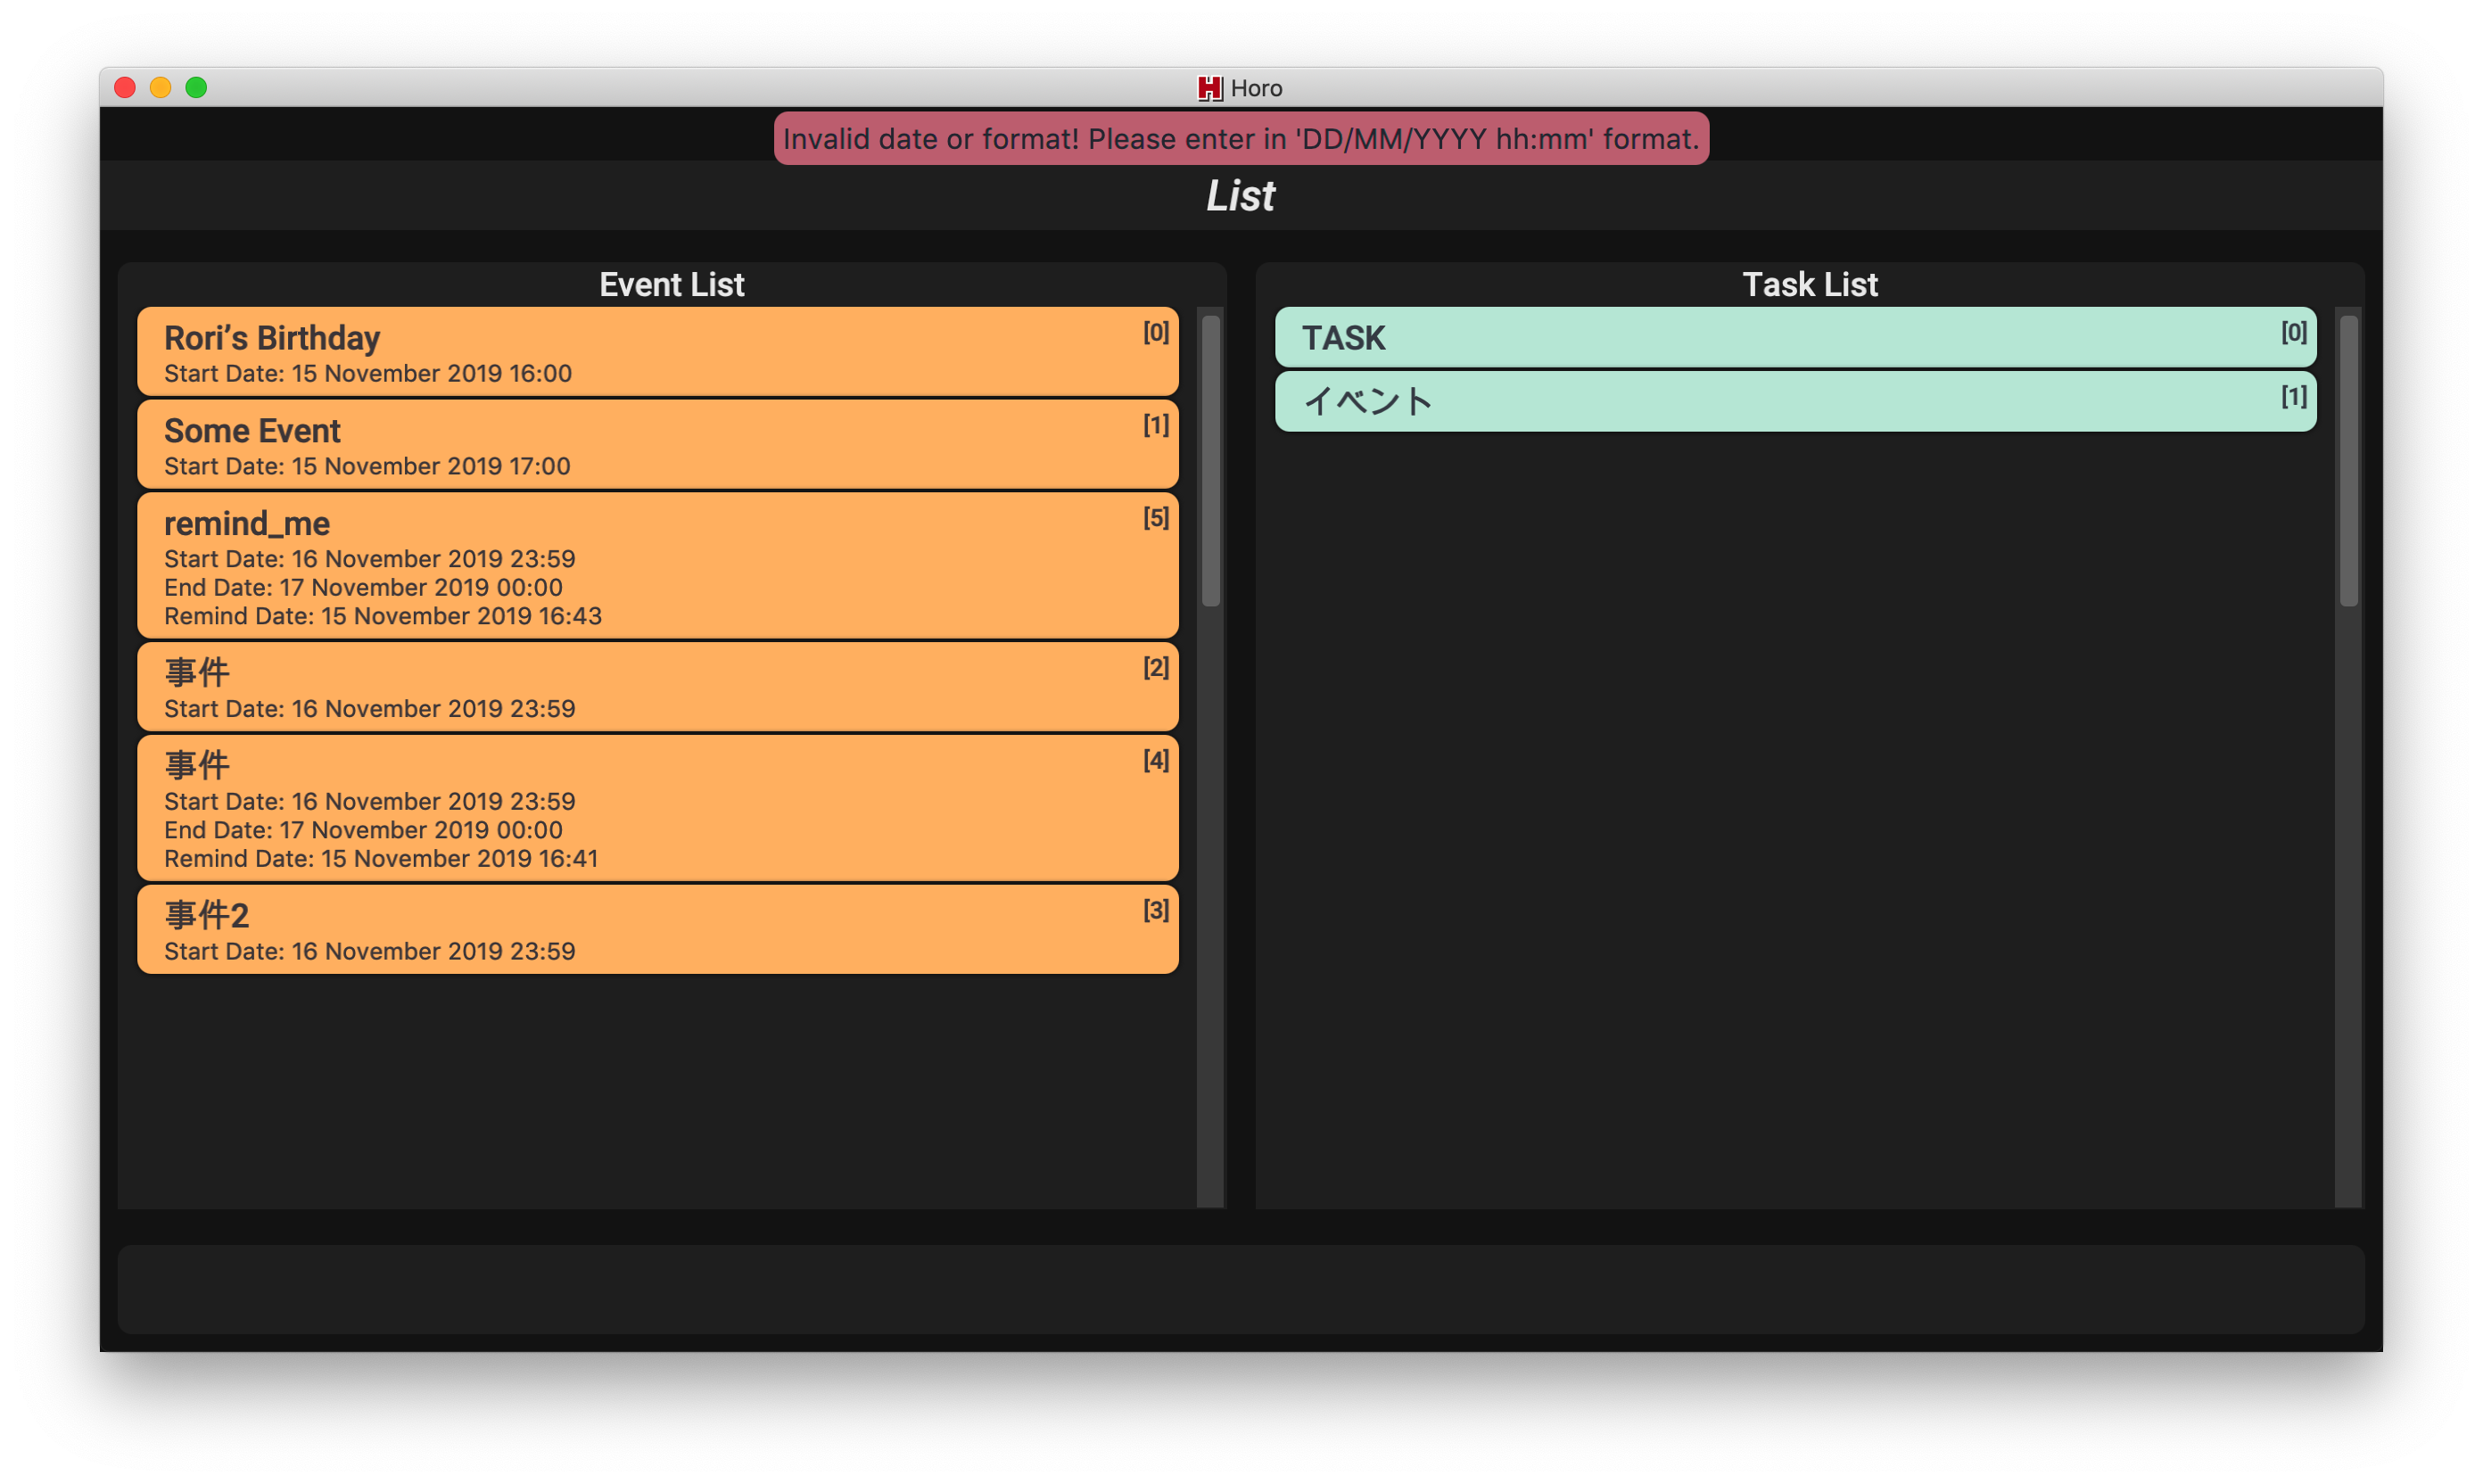 Horo
Invalid date or format! Please enter in 'DD/MM/YYYY hh:mm' format.
List
Event List
Rori’s Birthday [0]
Start Date: 15 November 2019 16:00
Some Event [1]
Start Date: 15 November 2019 17:00
remind_me [5]
Start Date: 16 November 2019 23:59
End Date: 17 November 2019 00:00
Remind Date: 15 November 2019 16:43
事件 [2]
Start Date: 16 November 2019 23:59
事件 [4]
Start Date: 16 November 2019 23:59
End Date: 17 November 2019 00:00
Remind Date: 15 November 2019 16:41
事件2 [3]
Start Date: 16 November 2019 23:59
Task List
TASK [0]
イベント [1]